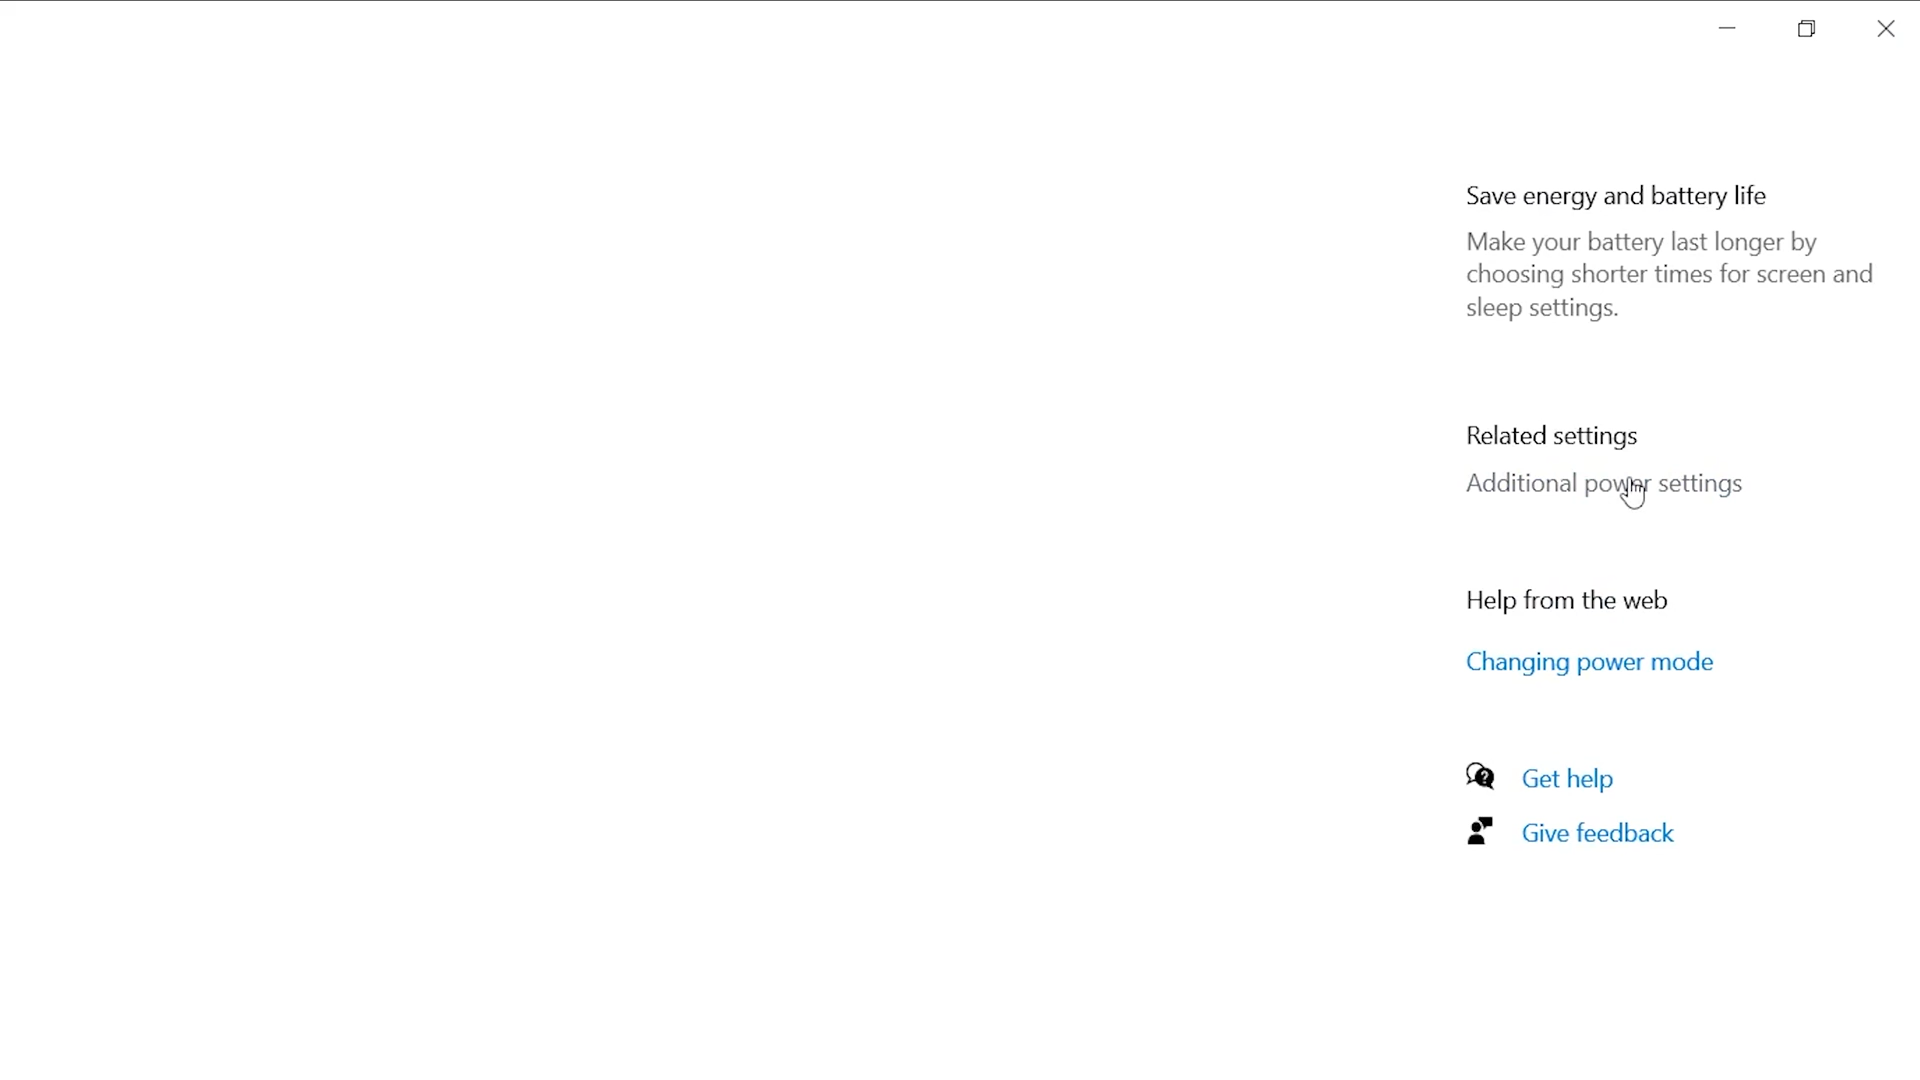 Save energy and battery life
Make your battery last longer by
choosing shorter times for screen and
sleep settings.
Related settings
Additional power settings
Help from the web
Changing power mode
Get help
Give feedback